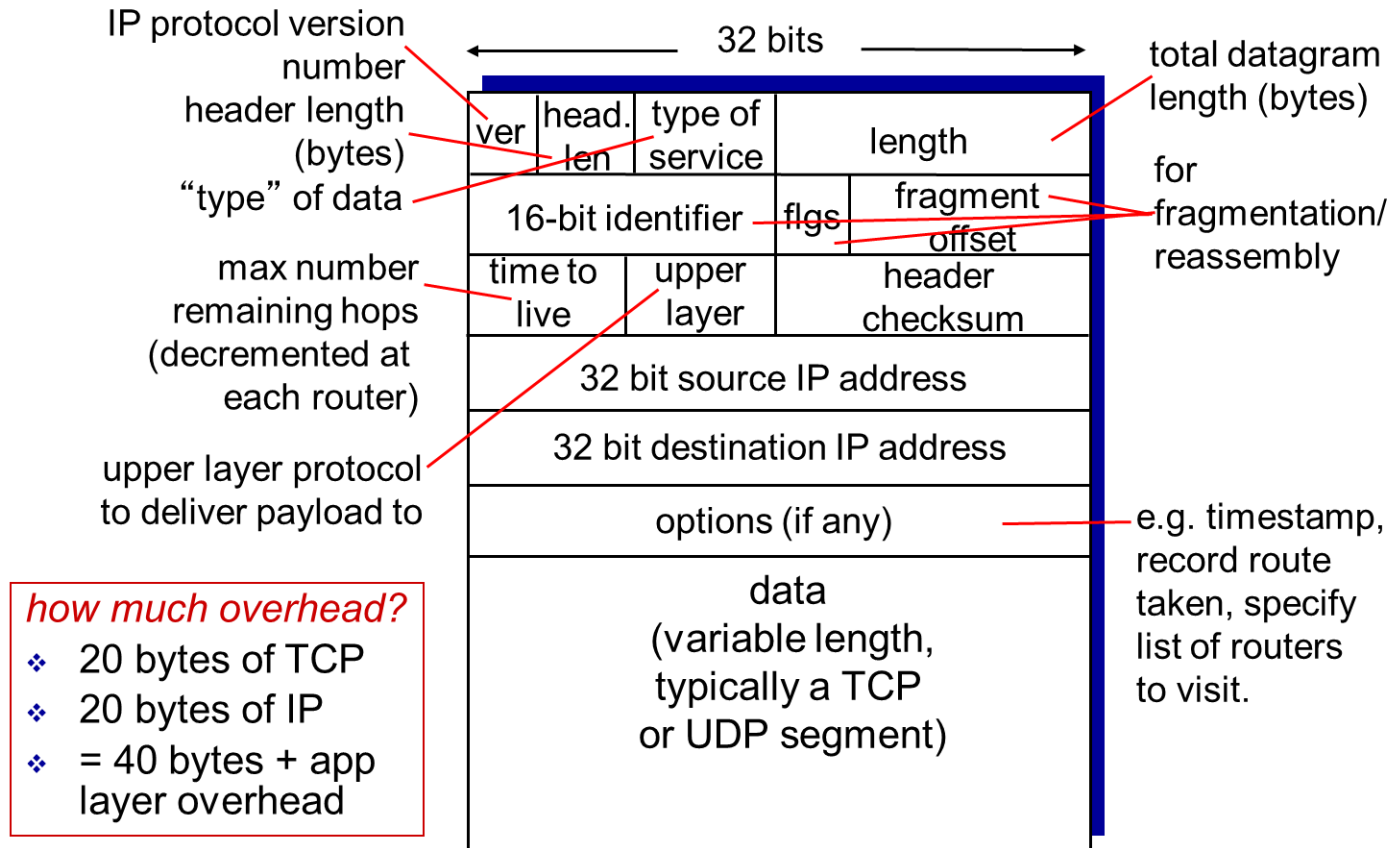 IP protocol version
number
header length
(bytes)
“type” of data
max number
remaining hops
(decremented at
each router)
upper layer protocol
to deliver payload to
how much overhead?
❖ 20 bytes of TCP
❖ 20 bytes of IP
❖ = 40 bytes + app
layer overhead
32 bits
ver
head.
len
type of
service
length
16-bit identifier
flgs
fragment
offset
time to
live
upper
layer
header
checksum
32 bit source IP address
32 bit destination IP address
options (if any)
data
(variable length,
typically a TCP
or UDP segment)
total datagram
length (bytes)
for
fragmentation/
reassembly
e.g. timestamp,
record route
taken, specify
list of routers
to visit.